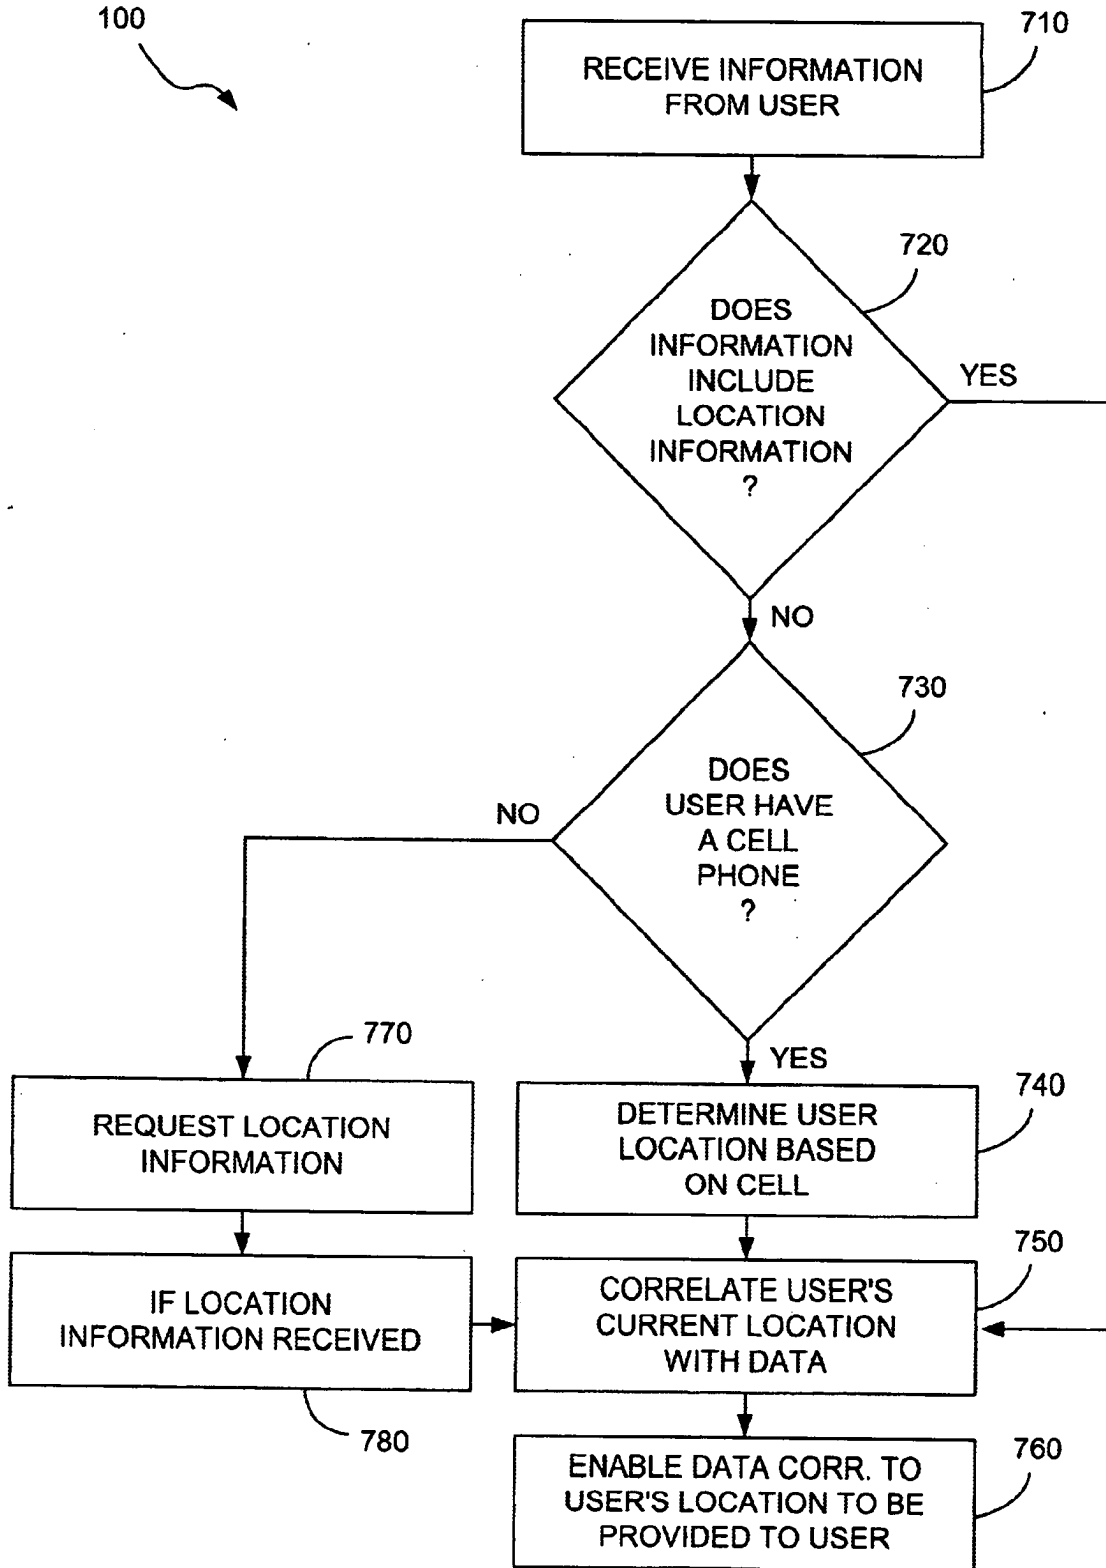 100
710
RECEIVE INFORMATION
FROM USER
720
DOES
INFORMATION
INCLUDE
LOCATION
INFORMATION
?
YES
NO
730
DOES
USER HAVE
A CELL
PHONE
?
NO
YES
770
REQUEST LOCATION
INFORMATION
740
DETERMINE USER
LOCATION BASED
ON CELL
780
IF LOCATION
INFORMATION RECEIVED
750
CORRELATE USER'S
CURRENT LOCATION
WITH DATA
760
ENABLE DATA CORR. TO
USER'S LOCATION TO BE
PROVIDED TO USER